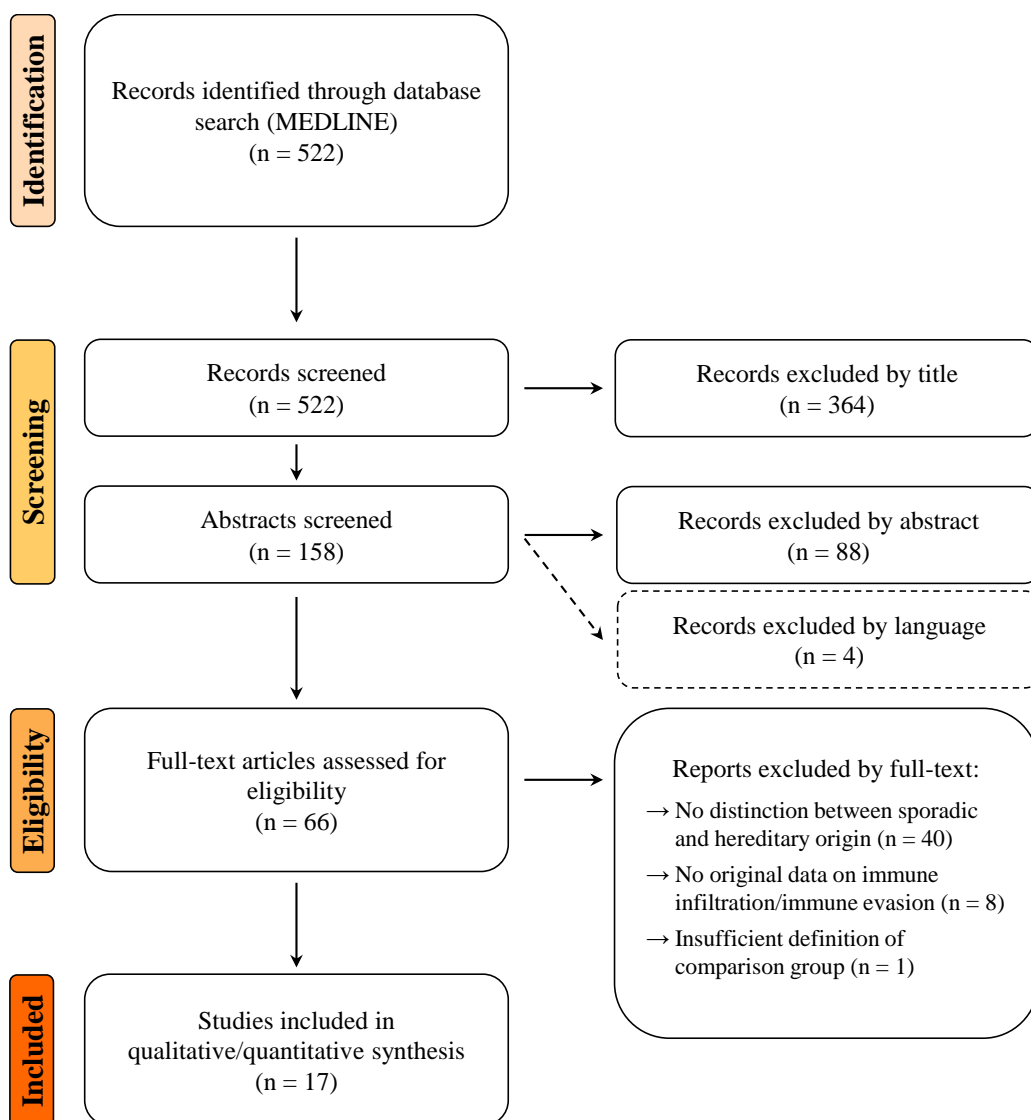 Identification
Records identified through database
search (MEDLINE)
(n = 522)
Screening
Records screened
(n = 522)
Records excluded by title
(n = 364)
Abstracts screened
(n = 158)
Records excluded by abstract
(n = 88)
Records excluded by language
(n = 4)
Eligibility
Full-text articles assessed for
eligibility
(n = 66)
Reports excluded by full-text:
→ No distinction between sporadic
and hereditary origin (n = 40)
→ No original data on immune
infiltration/immune evasion (n = 8)
→ Insufficient definition of
comparison group (n = 1)
Included
Studies included in
qualitative/quantitative synthesis
(n = 17)